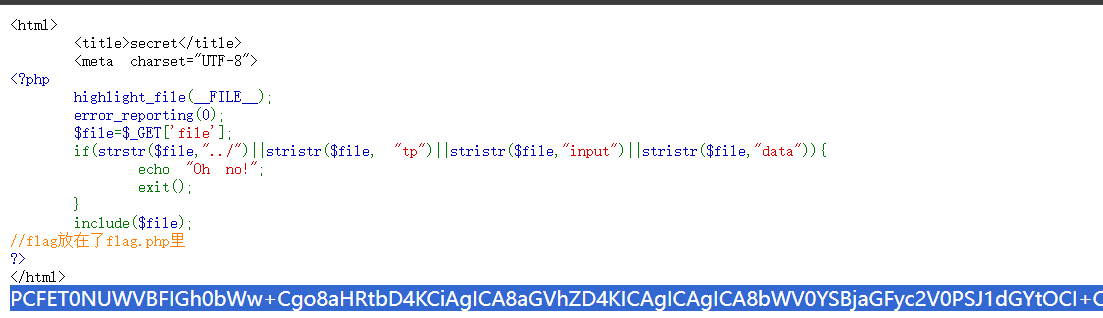 <html>
<title>secret</title>
<meta charset="UTF-8">
<?php
highlight_file(__FILE__);
error_reporting(0);
$file=$_GET['file'];
if(strstr($file,"../")||stristr($file, "tp")||stristr($file,"input")||stristr($file,"data")){
echo "Oh no!";
exit();
}
include($file);
//flag放在了flag.php里
?>
</html>
PCFET0NUWVBFIGh0bWw+Cgo8aHRtbD4KCiAgICA8aGVhZD4KICAgICAgICA8bWV0YSBjaGFyc2V0PSJ1dGYtOCI+C